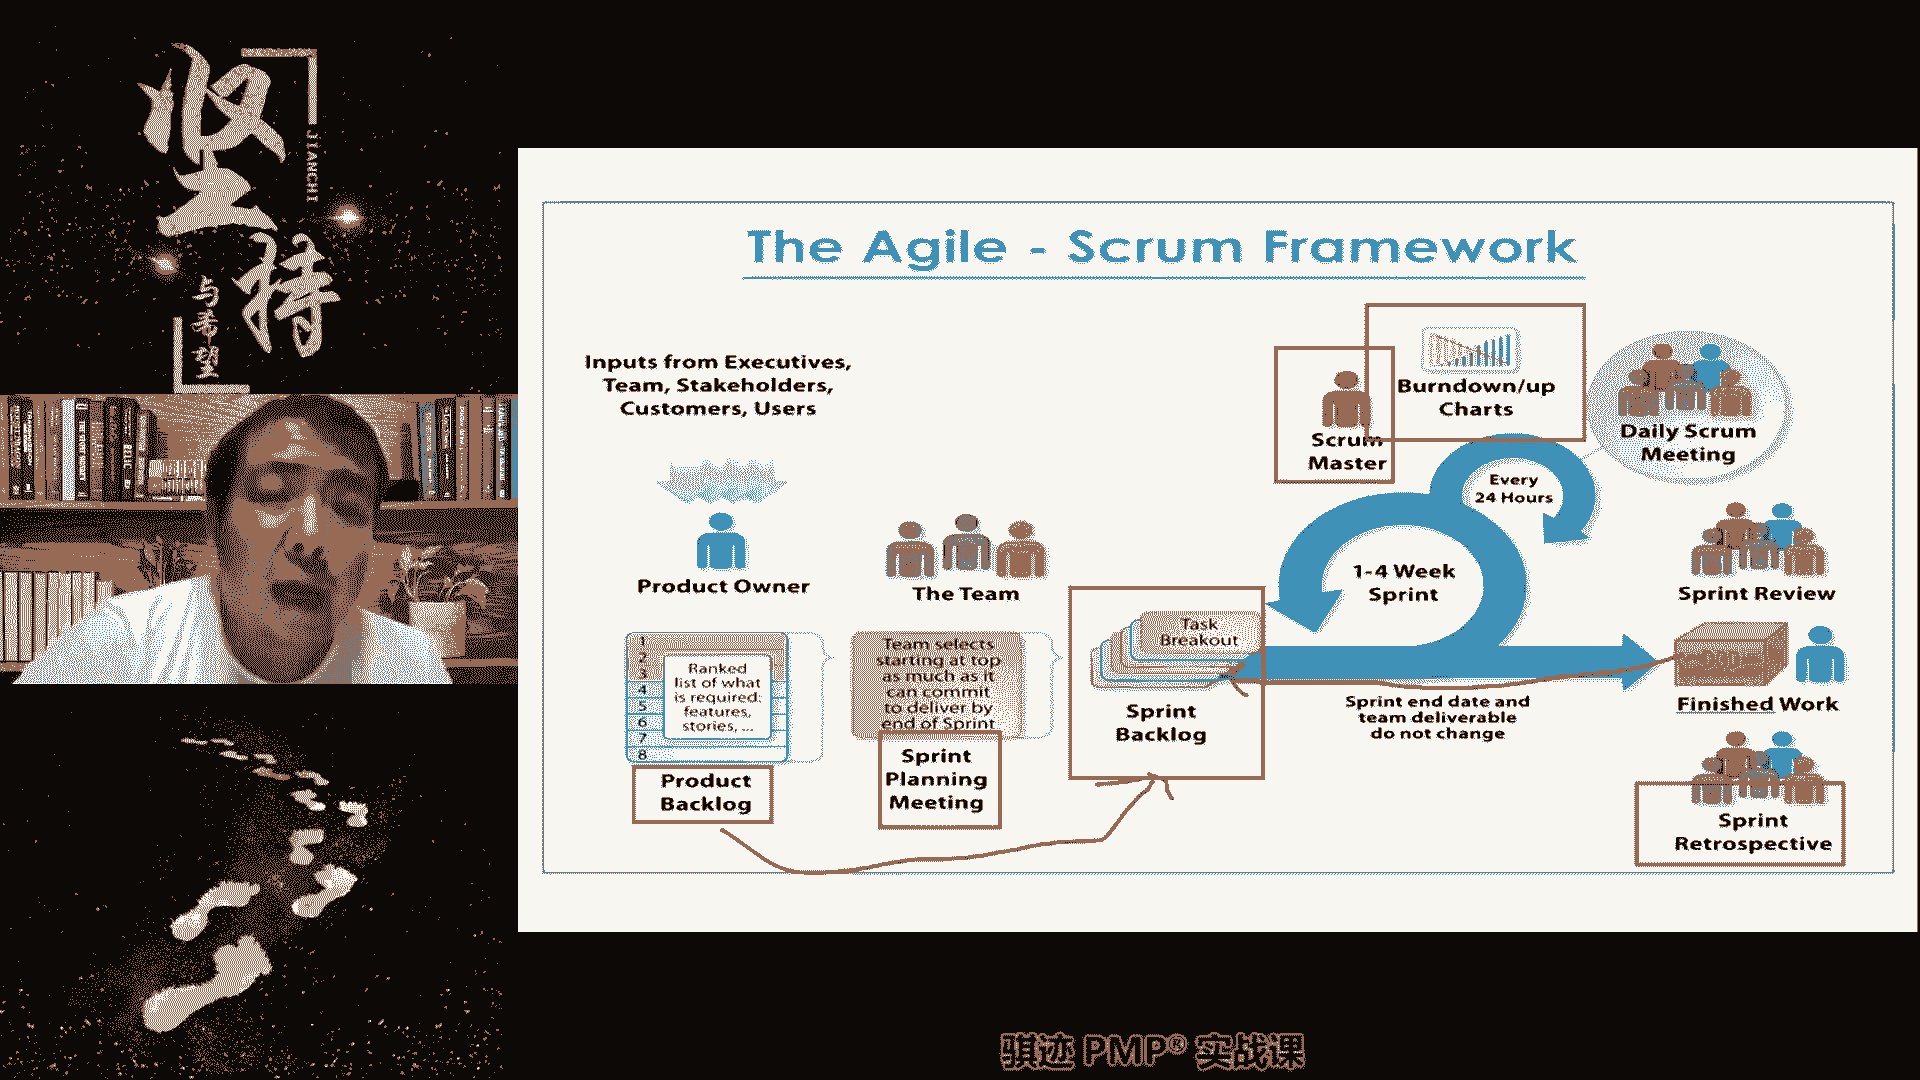 坚持
JIANCHI
与希望
The Agile - Scrum Framework
Inputs from Executives,
Team, Stakeholders,
Customers, Users
Product Owner
The Team
1
2
3
4
5
6
7
8
Ranked
list of what
is required:
features,
stories, ...
Product
Backlog
Team selects
starting at top
as much as it
can commit
to deliver by
end of Sprint
Sprint
Planning
Meeting
Task
Breakout
Sprint
Backlog
Scrum
Master
Burndown/up
Charts
Every
24 Hours
1-4 Week
Sprint
Daily Scrum
Meeting
Sprint Review
Sprint end date and
team deliverable
do not change
Finished Work
Sprint
Retrospective
骐迹 PMP® 实战课